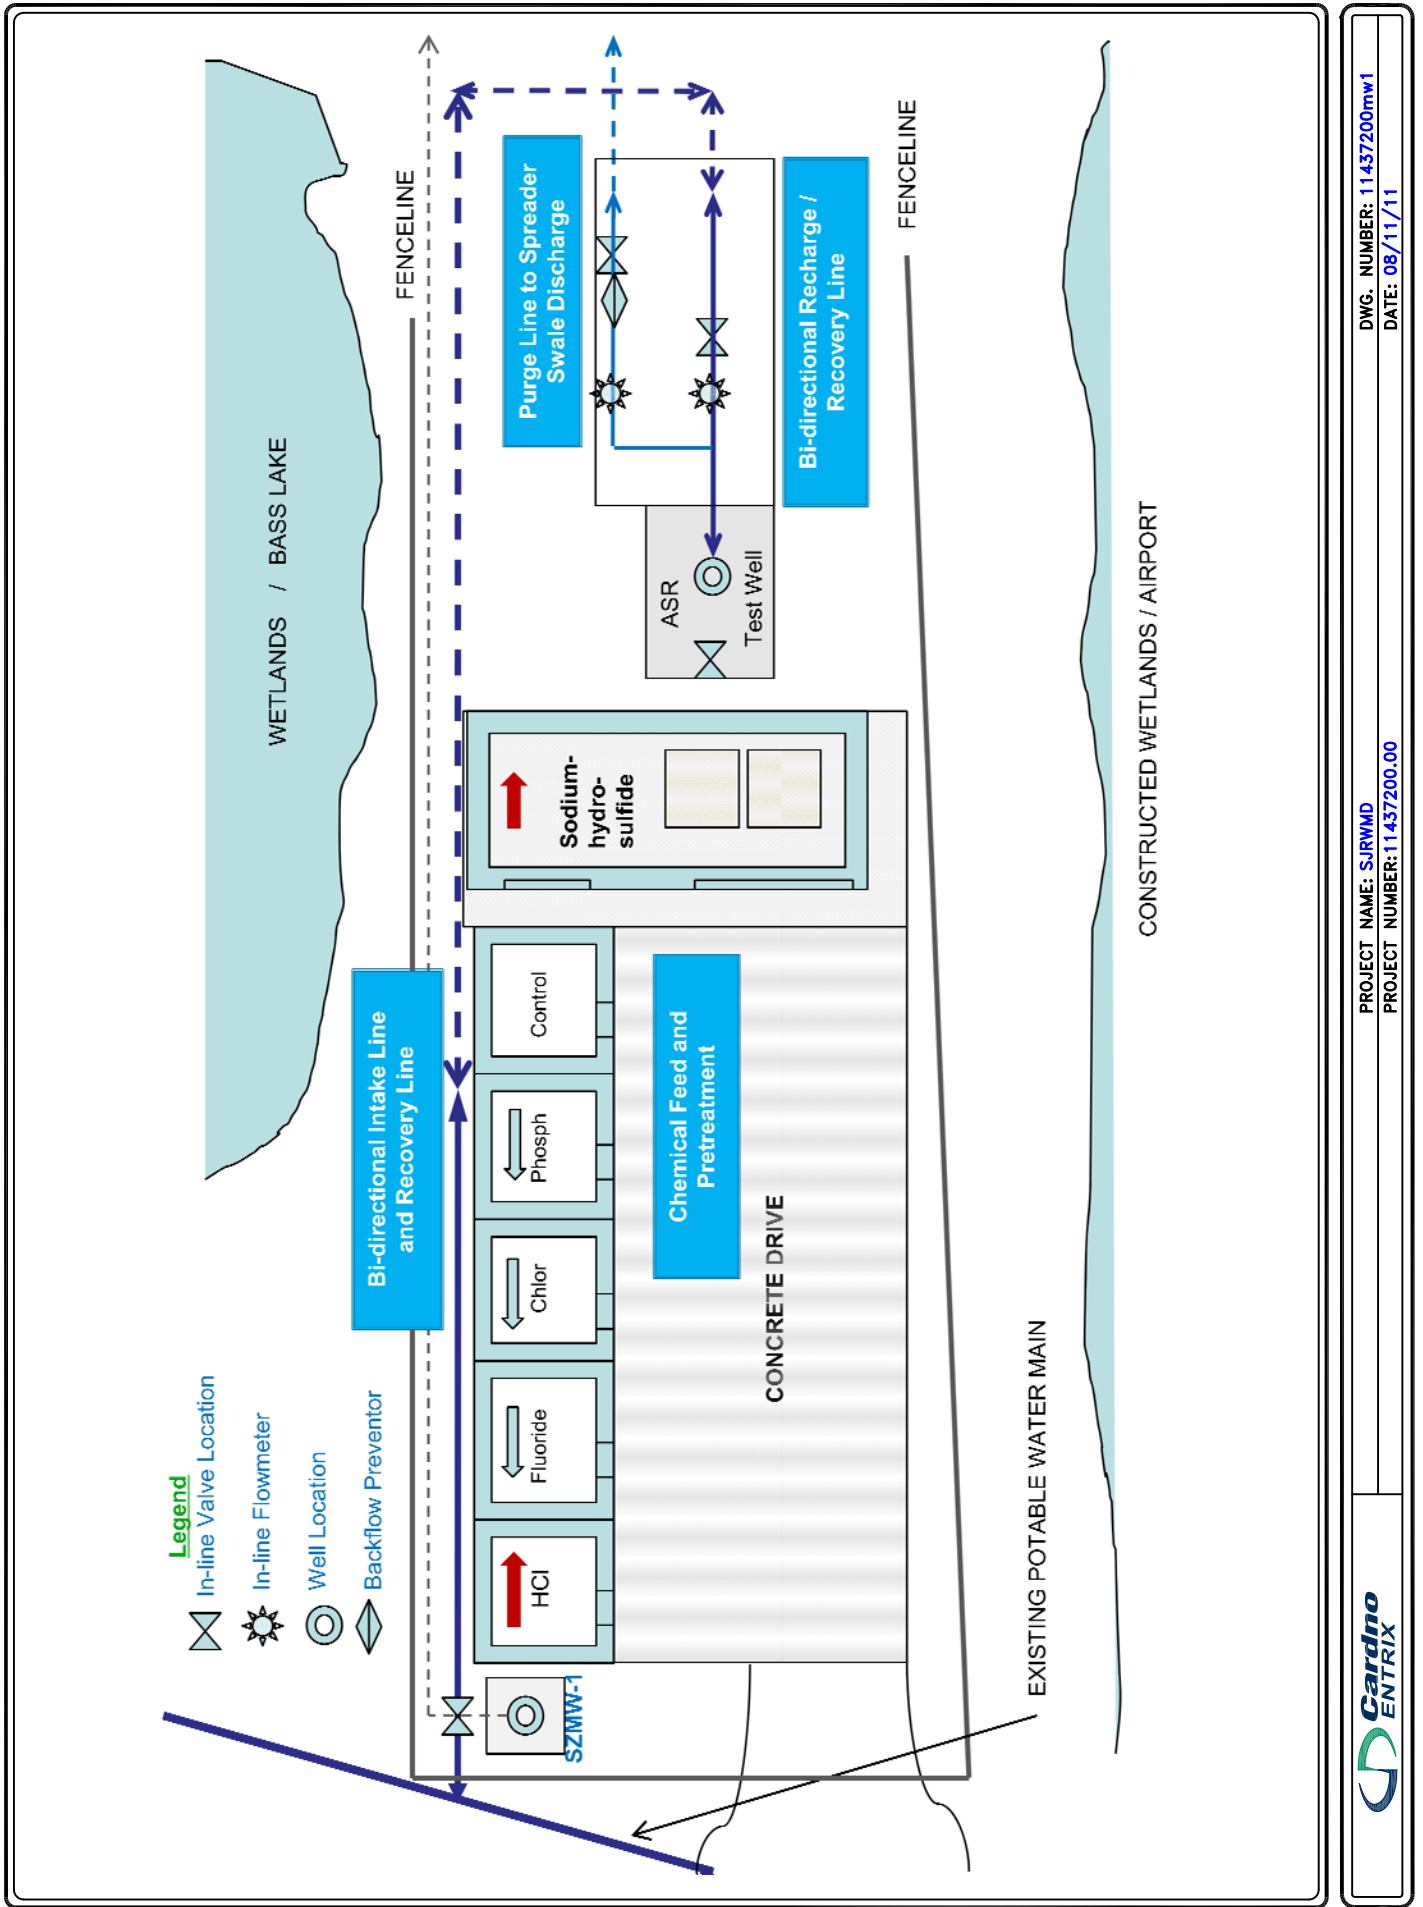 Legend
In-line Valve Location
In-line Flowmeter
Well Location
Backflow Preventor
WETLANDS / BASS LAKE
FENCELINE
Bi-directional Intake Line
and Recovery Line
Purge Line to Spreader
Swale Discharge
SZMW-1
HCl
Fluoride
Chlor
Phosph
Control
Sodium-
hydro-
sulfide
ASR
Test Well
Chemical Feed and
Pretreatment
CONCRETE DRIVE
Bi-directional Recharge /
Recovery Line
FENCELINE
EXISTING POTABLE WATER MAIN
CONSTRUCTED WETLANDS / AIRPORT
Cardno
ENTRIX
PROJECT NAME: SJRWMD
PROJECT NUMBER: 11437200.00
DWG. NUMBER: 11437200mw1
DATE: 08/11/11